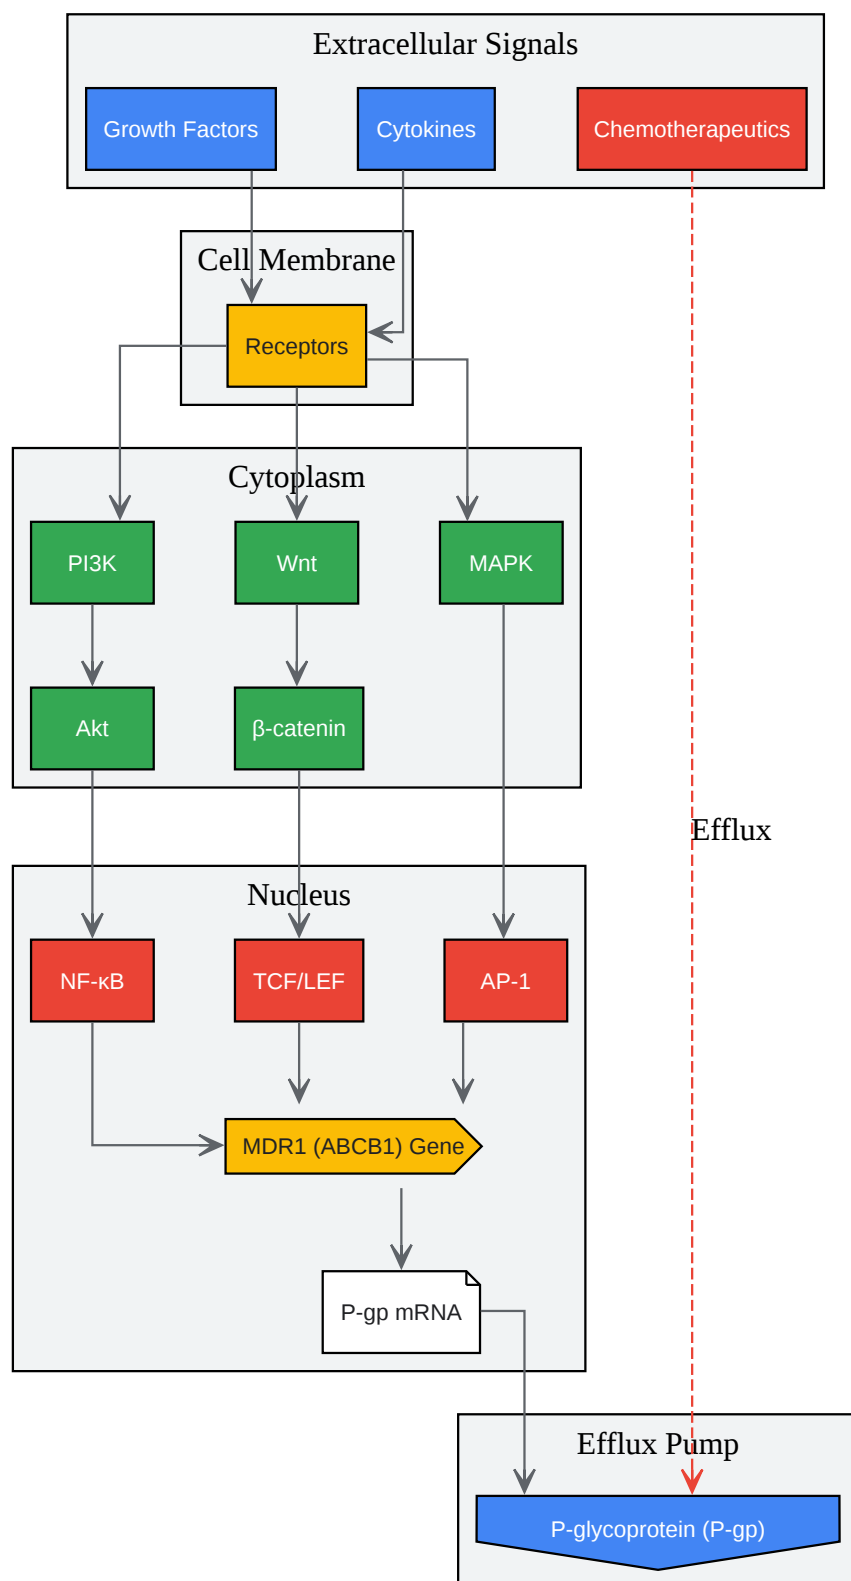 Extracellular Signals
Growth Factors
Cytokines
Chemotherapeutics
Cell Membrane
Receptors
Cytoplasm
PI3K
Wnt
MAPK
Akt
β-catenin
Efflux
Nucleus
NF-κB
TCF/LEF
AP-1
MDR1 (ABCB1) Gene
P-gp mRNA
Efflux Pump
P-glycoprotein (P-gp)